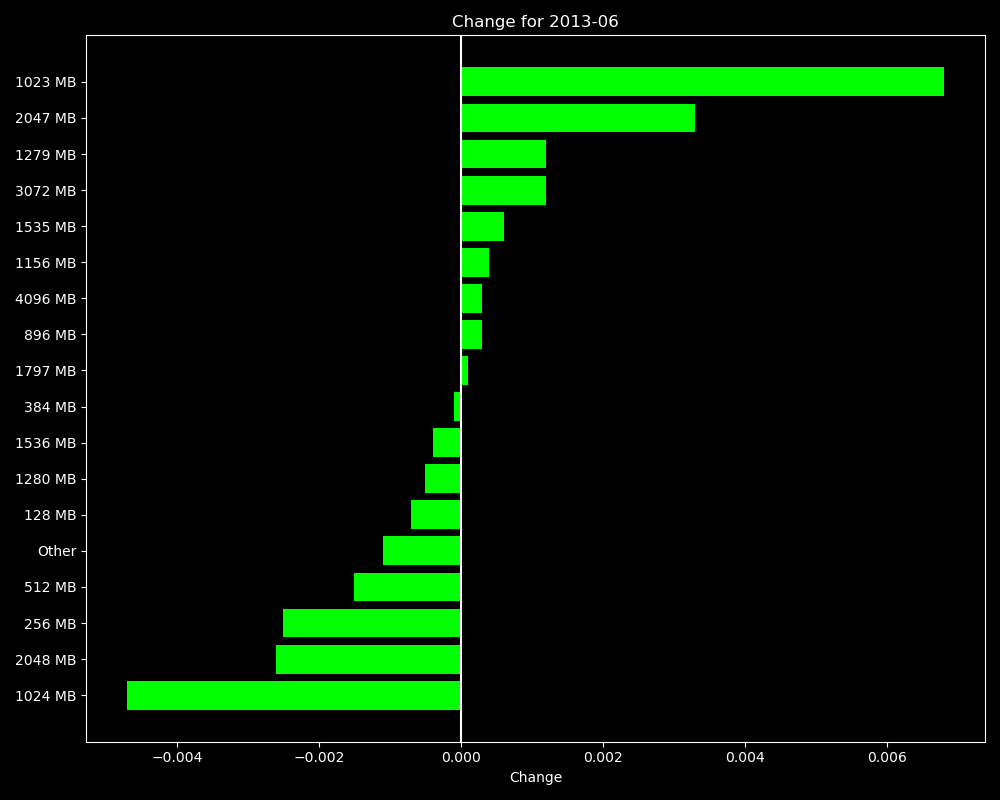 Change for 2013-06
1023 MB
2047 MB
1279 MB
3072 MB
1535 MB
1156 MB
4096 MB
896 MB
1797 MB
384 MB
1536 MB
1280 MB
128 MB
Other
512 MB
256 MB
2048 MB
1024 MB
−0.004 −0.002 0.000 0.002 0.004 0.006
Change